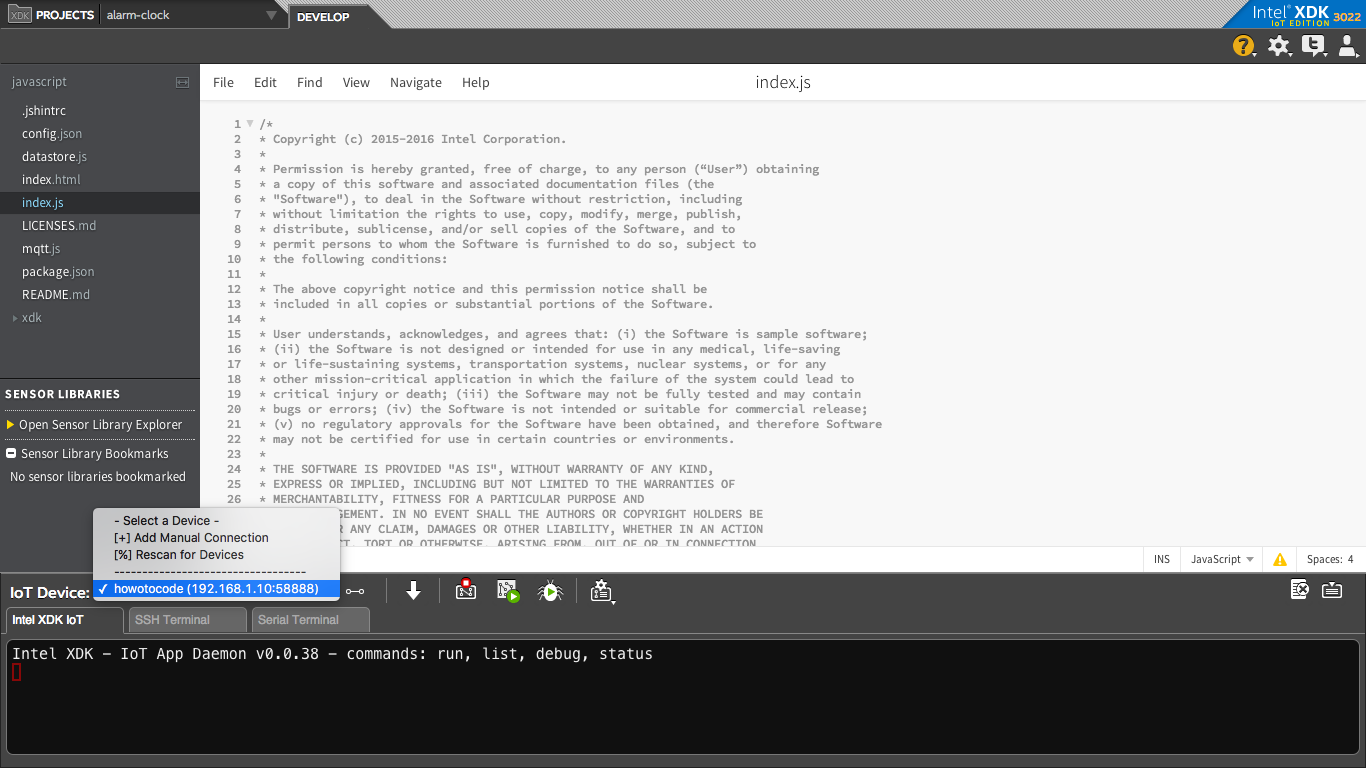 XDK PROJECTS alarm-clock DEVELOP
Intel® XDK
IoT EDITION 3022
javascript
.jshintrc
config.json
datastore.js
index.html
index.js
LICENSES.md
mqtt.js
package.json
README.md
xdk
SENSOR LIBRARIES
Open Sensor Library Explorer
Sensor Library Bookmarks
No sensor libraries bookmarked
File Edit Find View Navigate Help index.js
1 /*
2 * Copyright (c) 2015-2016 Intel Corporation.
3 *
4 * Permission is hereby granted, free of charge, to any person (“User”) obtaining
5 * a copy of this software and associated documentation files (the
6 * "Software"), to deal in the Software without restriction, including
7 * without limitation the rights to use, copy, modify, merge, publish,
8 * distribute, sublicense, and/or sell copies of the Software, and to
9 * permit persons to whom the Software is furnished to do so, subject to
10 * the following conditions:
11 *
12 * The above copyright notice and this permission notice shall be
13 * included in all copies or substantial portions of the Software.
14 *
15 * User understands, acknowledges, and agrees that: (i) the Software is sample software;
16 * (ii) the Software is not designed or intended for use in any medical, life-saving
17 * or life-sustaining systems, transportation systems, nuclear systems, or for any
18 * other mission-critical application in which the failure of the system could lead to
19 * critical injury or death; (iii) the Software may not be fully tested and may contain
20 * bugs or errors; (iv) the Software is not intended or suitable for commercial release;
21 * (v) no regulatory approvals for the Software have been obtained, and therefore Software
22 * may not be certified for use in certain countries or environments.
23 *
24 * THE SOFTWARE IS PROVIDED "AS IS", WITHOUT WARRANTY OF ANY KIND,
25 * EXPRESS OR IMPLIED, INCLUDING BUT NOT LIMITED TO THE WARRANTIES OF
26 * MERCHANTABILITY, FITNESS FOR A PARTICULAR PURPOSE AND
GEMENT. IN NO EVENT SHALL THE AUTHORS OR COPYRIGHT HOLDERS BE
ANY CLAIM, DAMAGES OR OTHER LIABILITY, WHETHER IN AN ACTION
TORT OR OTHERWISE, ARISING FROM, OUT OF OR IN CONNECTION
INS JavaScript Spaces: 4
- Select a Device -
[+] Add Manual Connection
[%] Rescan for Devices
----------------------------------
✓ howotocode (192.168.1.10:58888)
IoT Device:
Intel XDK IoT SSH Terminal Serial Terminal
Intel XDK - IoT App Daemon v0.0.38 - commands: run, list, debug, status